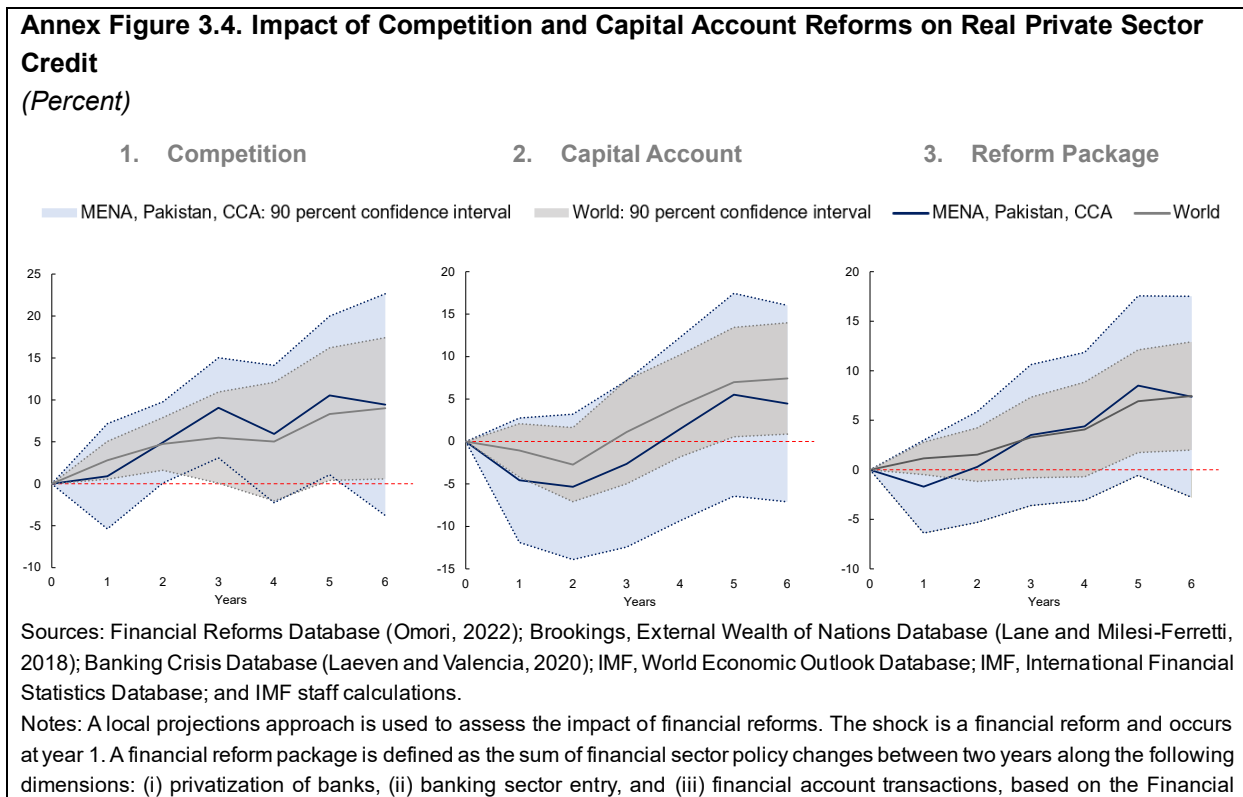 Annex Figure 3.4. Impact of Competition and Capital Account Reforms on Real Private Sector
Credit
(Percent)
1. Competition
2. Capital Account
3. Reform Package
MENA, Pakistan, CCA: 90 percent confidence interval
World: 90 percent confidence interval
MENA, Pakistan, CCA
World
25
20
15
10
5
0
-5
-10
0 1 2 3 4 5 6
Years
20
15
10
5
0
-5
-10
-15
0 1 2 3 4 5 6
Years
20
15
10
5
0
-5
-10
0 1 2 3 4 5 6
Years
Sources: Financial Reforms Database (Omori, 2022); Brookings, External Wealth of Nations Database (Lane and Milesi-Ferretti,
2018); Banking Crisis Database (Laeven and Valencia, 2020); IMF, World Economic Outlook Database; IMF, International Financial
Statistics Database; and IMF staff calculations.
Notes: A local projections approach is used to assess the impact of financial reforms. The shock is a financial reform and occurs
at year 1. A financial reform package is defined as the sum of financial sector policy changes between two years along the following
dimensions: (i) privatization of banks, (ii) banking sector entry, and (iii) financial account transactions, based on the Financial